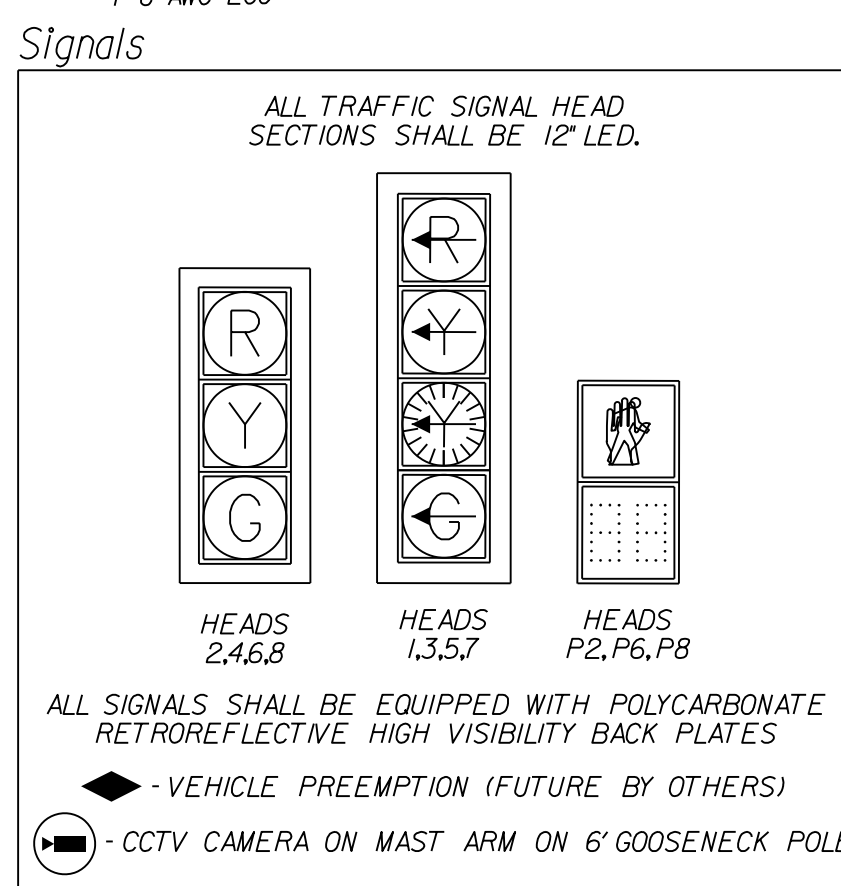 Signals
ALL TRAFFIC SIGNAL HEAD
SECTIONS SHALL BE 12" LED.
R
Y
G
R
Y
Y
G
HEADS
2,4,6,8
HEADS
1,3,5,7
HEADS
P2,P6,P8
ALL SIGNALS SHALL BE EQUIPPED WITH POLYCARBONATE
RETROREFLECTIVE HIGH VISIBILITY BACK PLATES
- VEHICLE PREEMPTION (FUTURE BY OTHERS)
- CCTV CAMERA ON MAST ARM ON 6' GOOSENECK POLE